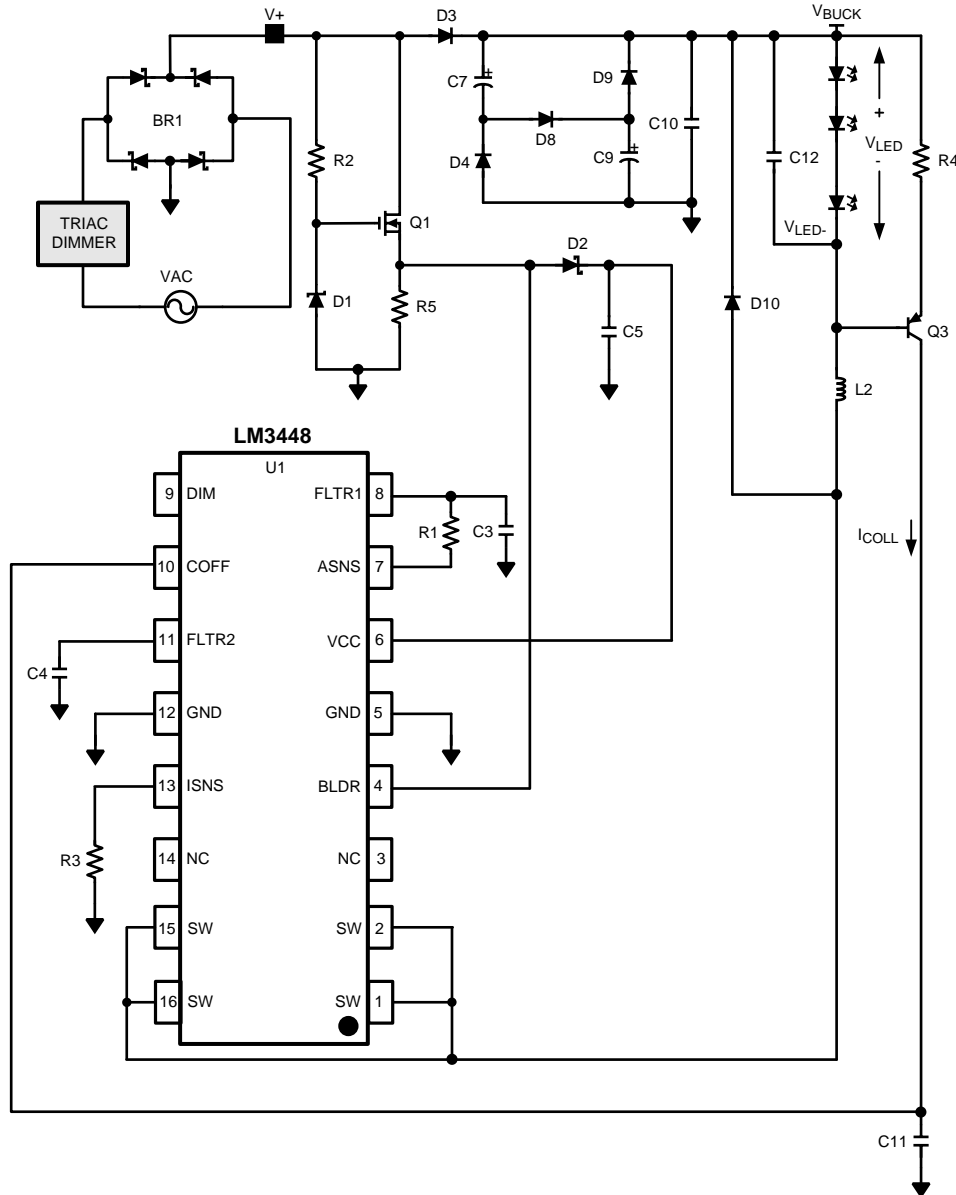 V+
D3
VBUCK
C7
D9
BR1
D8
C10
+
R2
D4
C9
C12
VLED
-
R4
TRIAC
DIMMER
Q1
VLED-
D2
VAC
D1
R5
D10
C5
Q3
L2
LM3448
U1
9 DIM
FLTR1 8
R1
C3
ICOLL
10 COFF
ASNS 7
11 FLTR2
VCC 6
C4
12 GND
GND 5
13 ISNS
BLDR 4
R3
14 NC
NC 3
15 SW
SW 2
16 SW
SW 1
C11